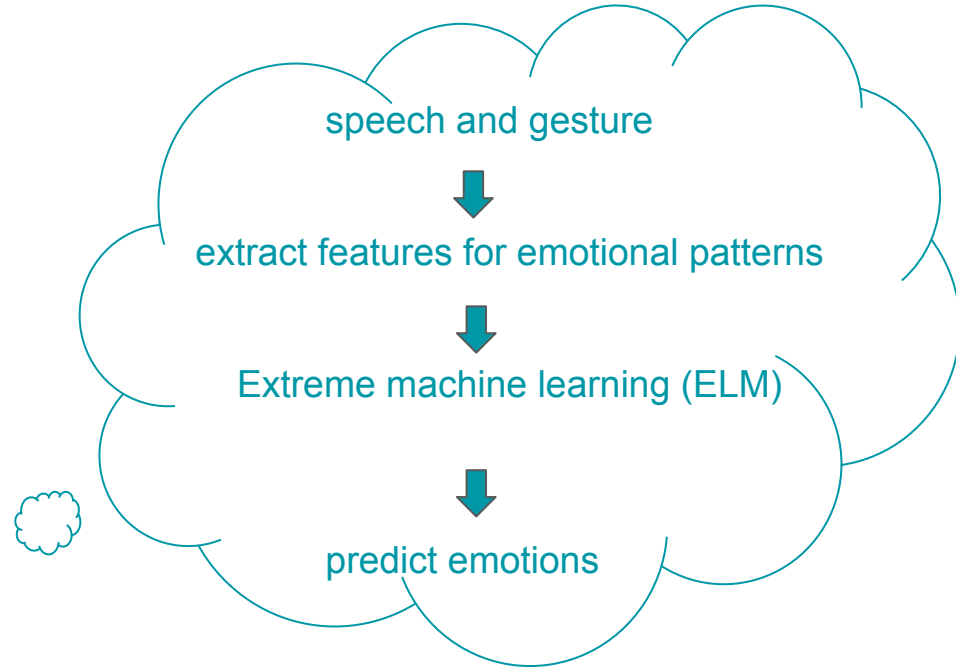 speech and gesture
extract features for emotional patterns
Extreme machine learning (ELM)
predict emotions